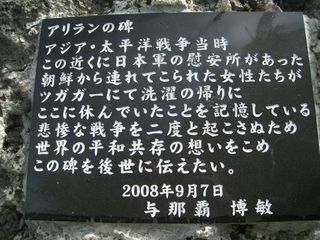 アリランの碑
アジア・太平洋戦争当時
この近くに日本軍の慰安所があった
朝鮮から連れてこられた女性たちが
ツガガーにて洗濯の帰りに
ここに休んでいたことを記憶している
悲惨な戦争を二度と起こさぬため
世界の平和共存の想いをこめ
この碑を後世に伝えたい。
2008年9月7日
与那覇 博敏